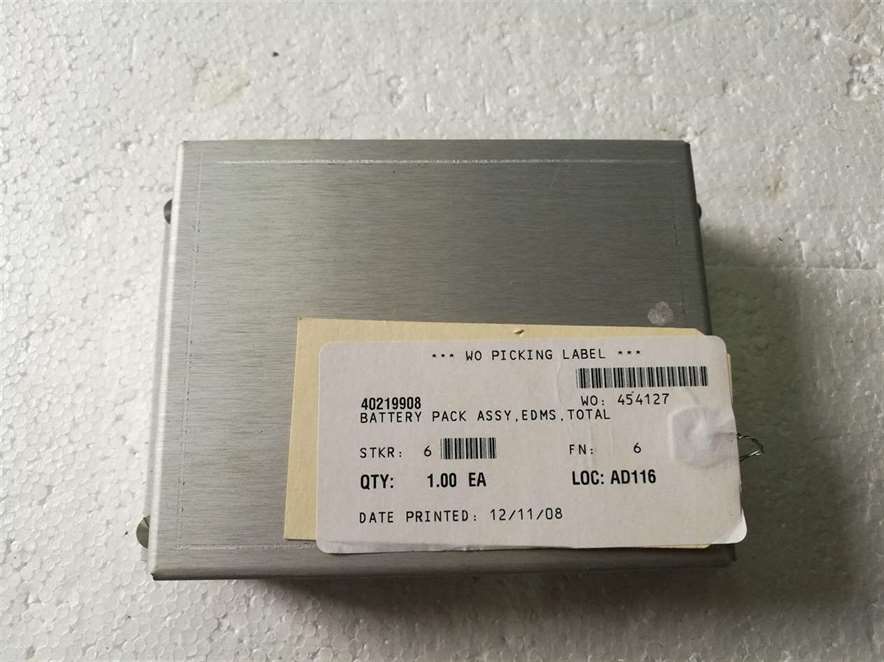 *** WO PICKING LABEL ***
40219908 WO: 454127
BATTERY PACK ASSY,EDMS,TOTAL
STKR: 6 FN: 6
QTY: 1.00 EA LOC: AD116
DATE PRINTED: 12/11/08